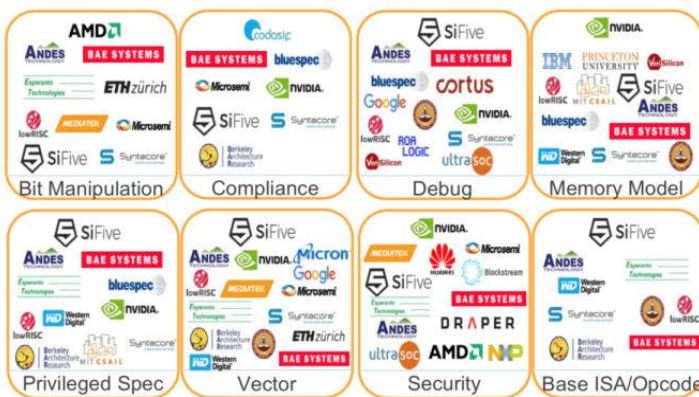 AMD
ANDES TECHNOLOGY
BAE SYSTEMS
Esperanto Technologies
ETH zürich
lowRISC
MEDIATEK
Microsemi
SiFive
Syntacore
Bit Manipulation
codasip
BAE SYSTEMS
bluespec
Microsemi
NVIDIA.
SiFive
Syntacore
Berkeley Architecture Research
Compliance
SiFive
ANDES TECHNOLOGY
BAE SYSTEMS
bluespec
cortus
Google
NVIDIA.
lowRISC
ROA LOGIC
Syntacore
VeriSilicon
ultrasoc
Debug
NVIDIA.
IBM
PRINCETON UNIVERSITY
VeriSilicon
lowRISC
MIT CSAIL
SiFive
ANDES TECHNOLOGY
bluespec
BAE SYSTEMS
Western Digital
Syntacore
Memory Model
SiFive
ANDES TECHNOLOGY
BAE SYSTEMS
Esperanto Technologies
bluespec
lowRISC
Western Digital
NVIDIA.
Berkeley Architecture Research
MIT CSAIL
Syntacore
Privileged Spec
SiFive
ANDES TECHNOLOGY
NVIDIA.
Micron
Google
lowRISC
MEDIATEK
Microsemi
Esperanto Technologies
Syntacore
Berkeley Architecture Research
ETH zürich
Western Digital
BAE SYSTEMS
Vector
NVIDIA.
MEDIATEK
HUAWEI
Microsemi
Blockstream
SiFive
Esperanto Technologies
BAE SYSTEMS
ANDES TECHNOLOGY
DRAPER
ultrasoc
AMD
NXP
Security
SiFive
ANDES TECHNOLOGY
Western Digital
Esperanto Technologies
Syntacore
lowRISC
Berkeley Architecture Research
BAE SYSTEMS
Base ISA/Opcode